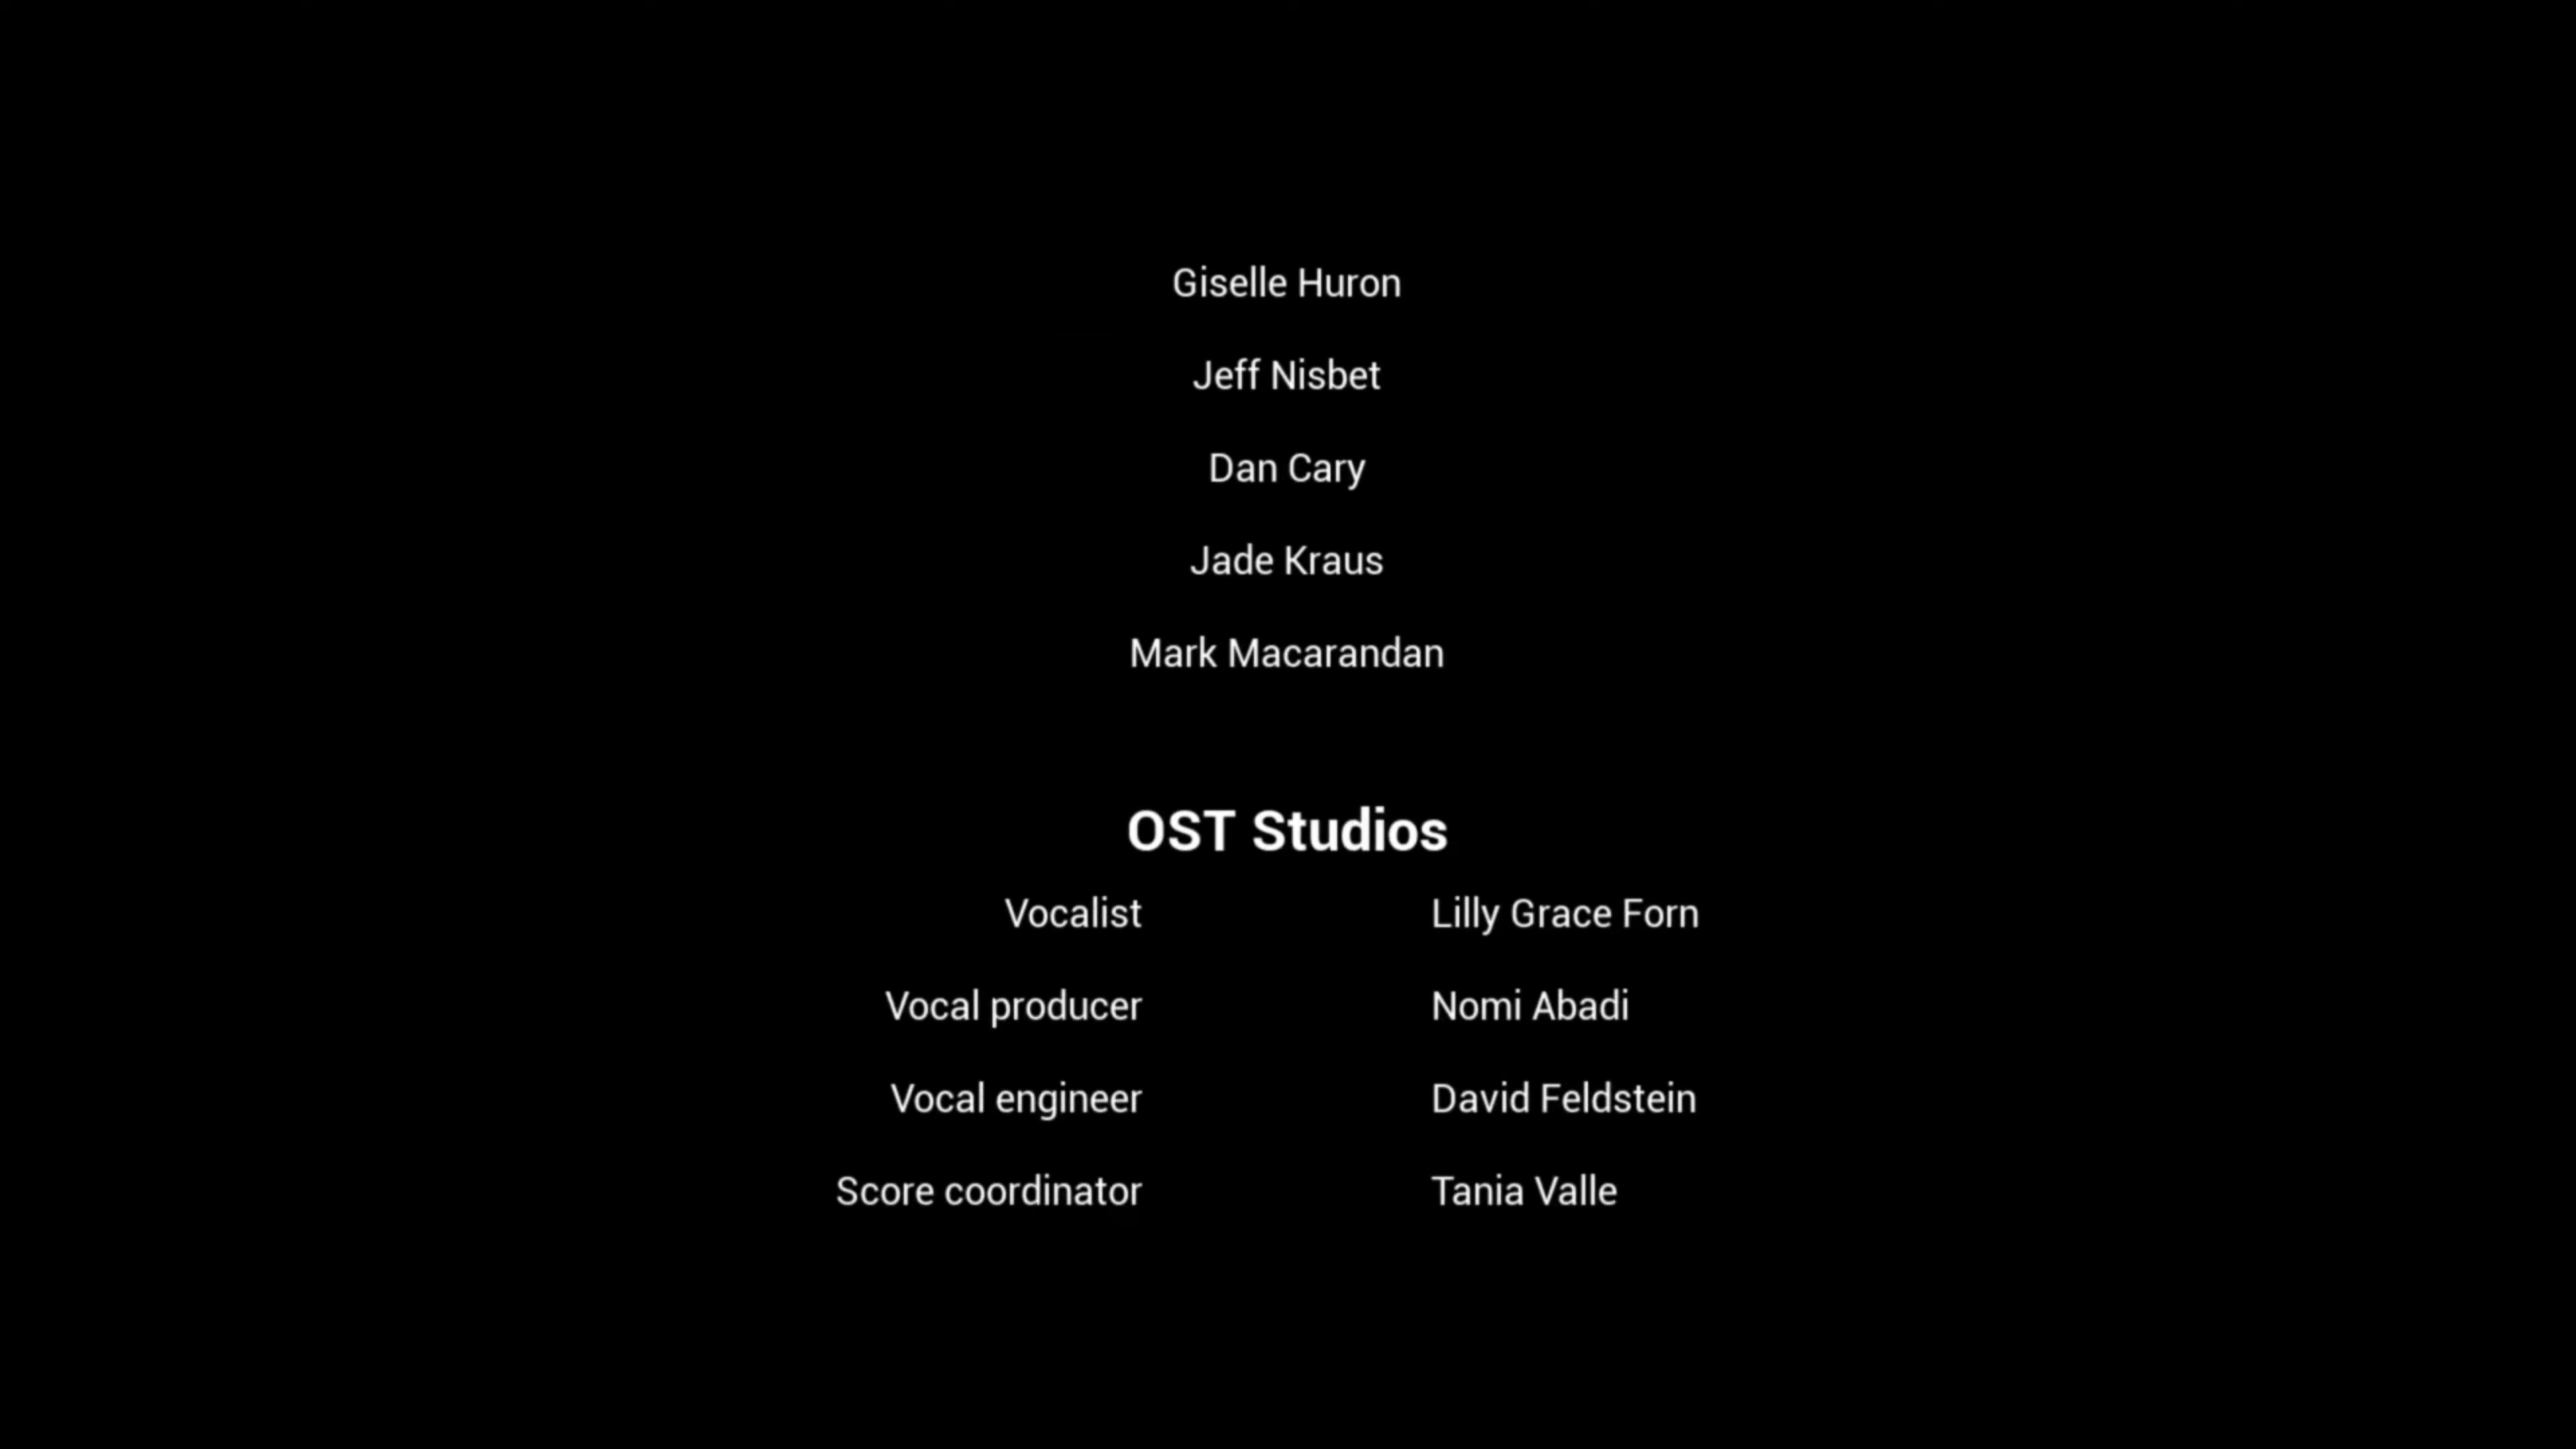 Giselle Huron
Jeff Nisbet
Dan Cary
Jade Kraus
Mark Macarandan
OST Studios
Vocalist Lilly Grace Forn
Vocal producer Nomi Abadi
Vocal engineer David Feldstein
Score coordinator Tania Valle